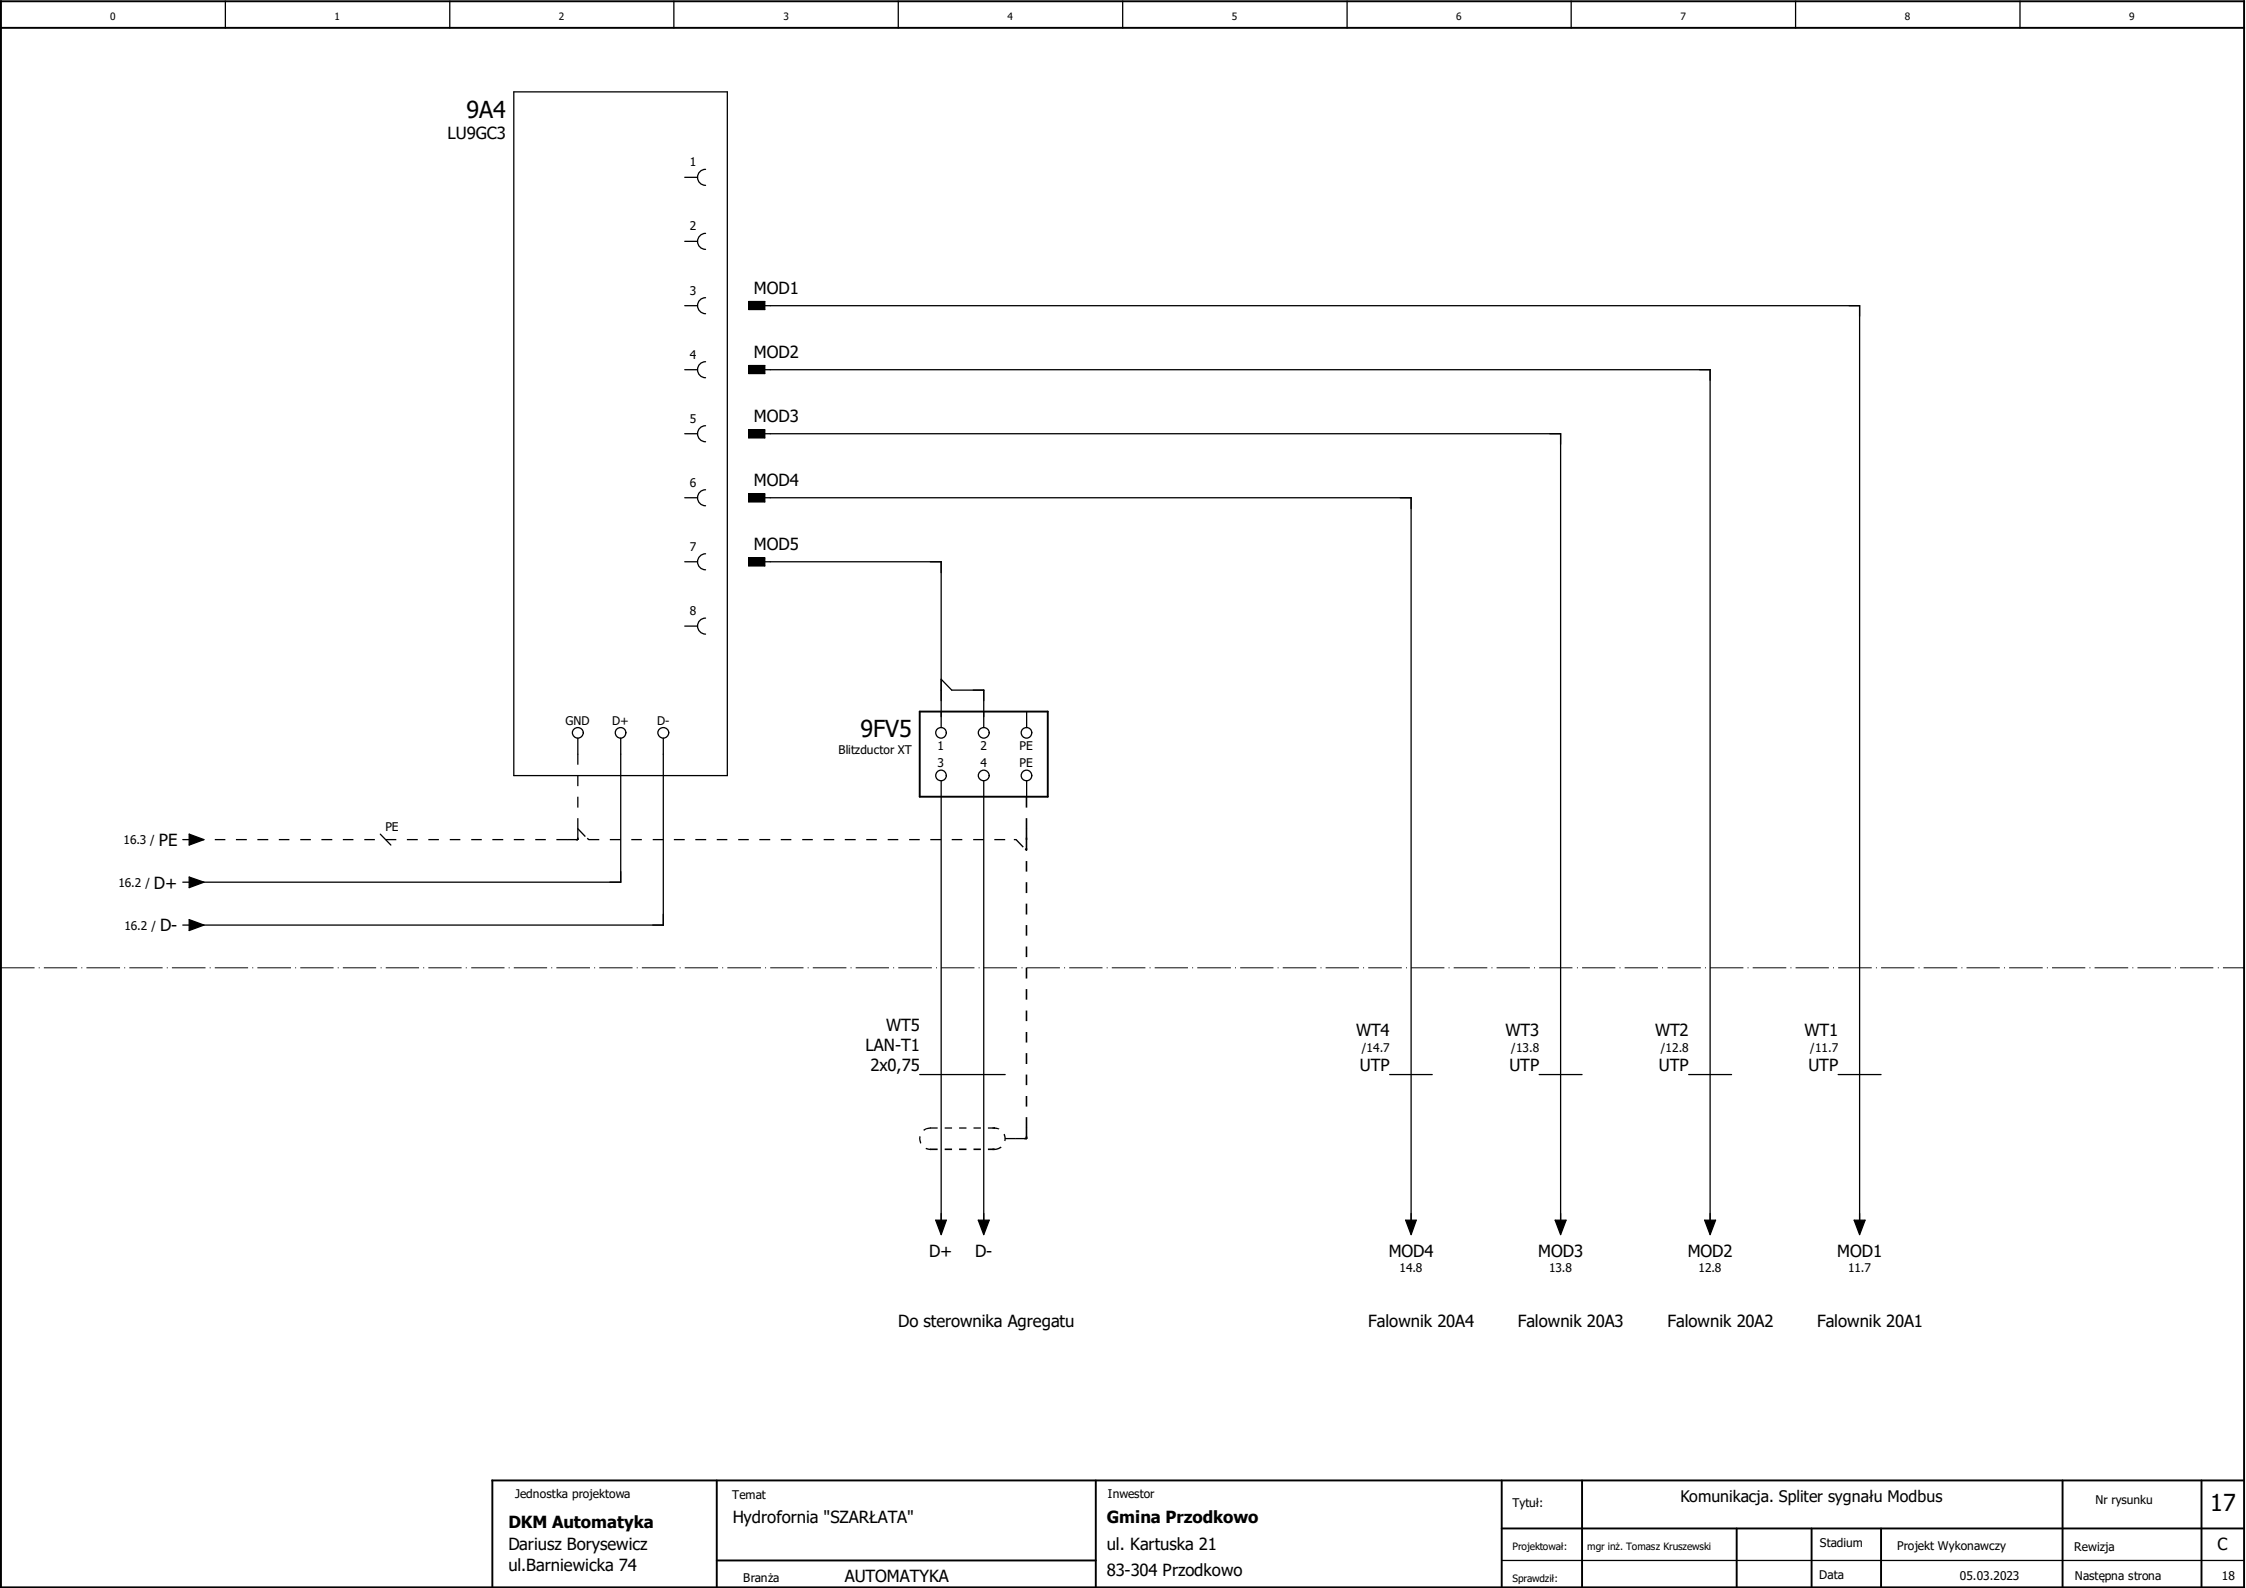 0 1 2 3 4 5 6 7 8 9
9A4
LU9GC3
1
2
3
MOD1
4
MOD2
5
MOD3
6
MOD4
7
MOD5
8
GND D+ D-
9FV5
Blitzductor XT
1 2 PE
3 4 PE
PE
16.3 / PE
16.2 / D+
16.2 / D-
WT5
LAN-T1
2x0,75
WT4
/14.7
UTP
WT3
/13.8
UTP
WT2
/12.8
UTP
WT1
/11.7
UTP
D+ D-
MOD4
14.8
MOD3
13.8
MOD2
12.8
MOD1
11.7
Do sterownika Agregatu
Falownik 20A4
Falownik 20A3
Falownik 20A2
Falownik 20A1
Jednostka projektowa
DKM Automatyka
Dariusz Borysewicz
ul.Barniewicka 74
Temat
Hydrofornia "SZARŁATA"
Branża AUTOMATYKA
Inwestor
Gmina Przodkowo
ul. Kartuska 21
83-304 Przodkowo
Tytuł: Komunikacja. Spliter sygnału Modbus Nr rysunku 17
Projektował: mgr inż. Tomasz Kruszewski Stadium Projekt Wykonawczy Rewizja C
Sprawdził: Data 05.03.2023 Następna strona 18